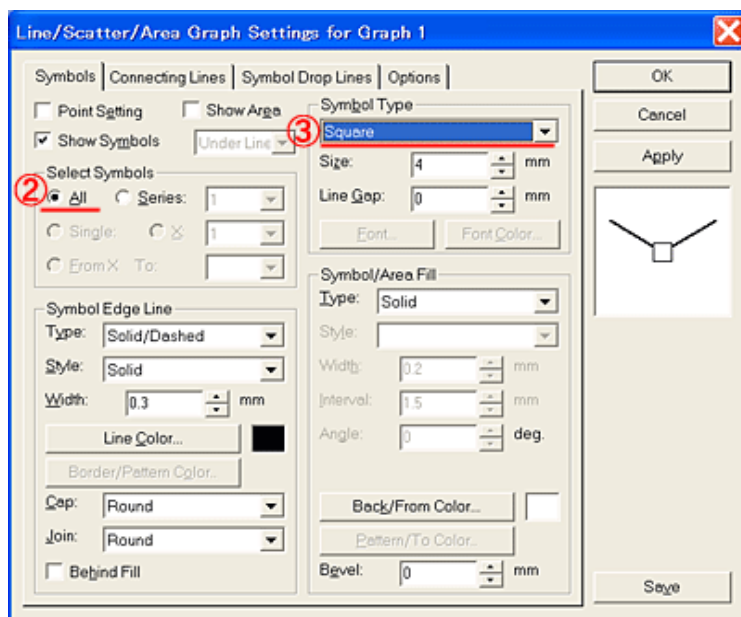 Line/Scatter/Area Graph Settings for Graph 1
Symbols Connecting Lines Symbol Drop Lines Options
Point Setting Show Area
Show Symbols Under Line
Select Symbols
② All Series: 1
Single: X: 1
From X To:
Symbol Edge Line
Type: Solid/Dashed
Style: Solid
Width: 0.3 mm
Line Color...
Border/Pattern Color...
Cap: Round
Join: Round
Behind Fill
Symbol Type
③ Square
Size: 4 mm
Line Gap: 0 mm
Font... Font Color...
Symbol/Area Fill
Type: Solid
Style:
Width: 0.2 mm
Interval: 1.5 mm
Angle: 0 deg.
Back/From Color...
Pattern/To Color...
Bevel: 0 mm
OK
Cancel
Apply
Save